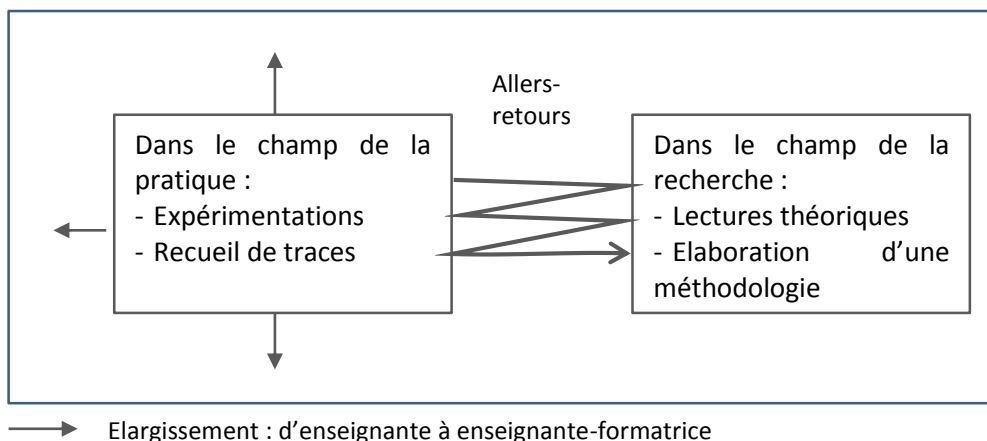 Allers-
retours
Dans le champ de la
pratique :
- Expérimentations
- Recueil de traces
Dans le champ de la
recherche :
- Lectures théoriques
- Elaboration d'une
méthodologie
Elargissement : d'enseignante à enseignante-formatrice